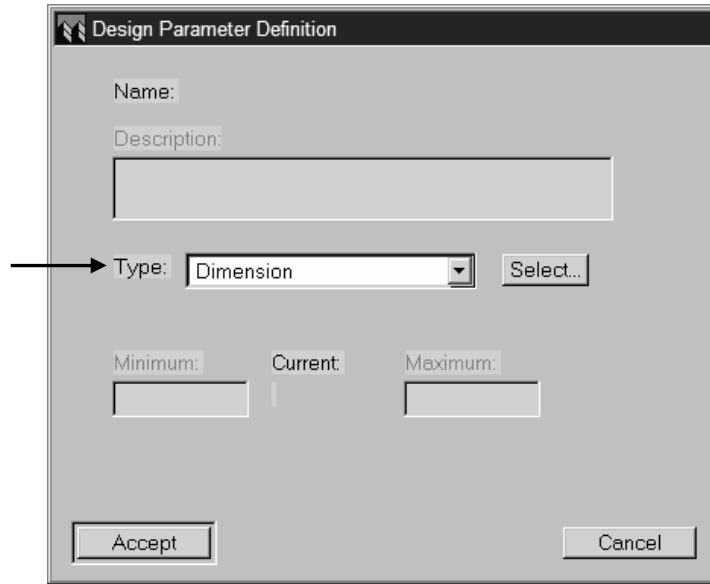 Design Parameter Definition
Name:
Description:
Type: Dimension Select...
Minimum: Current: Maximum:
Accept Cancel